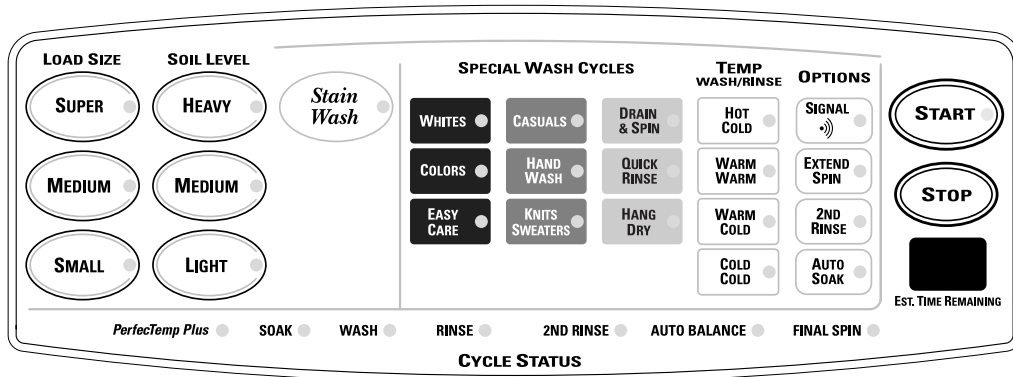 LOAD SIZE
SUPER
MEDIUM
SMALL
SOIL LEVEL
HEAVY
MEDIUM
LIGHT
Stain
Wash
SPECIAL WASH CYCLES
WHITES
COLORS
EASY
CARE
CASUALS
HAND
WASH
KNITS
SWEATERS
DRAIN
& SPIN
QUICK
RINSE
HANG
DRY
TEMP
WASH/RINSE
HOT
COLD
WARM
WARM
WARM
COLD
COLD
COLD
OPTIONS
SIGNAL
EXTEND
SPIN
2ND
RINSE
AUTO
SOAK
START
STOP
EST. TIME REMAINING
PerfecTemp Plus SOAK WASH RINSE 2ND RINSE AUTO BALANCE FINAL SPIN
CYCLE STATUS